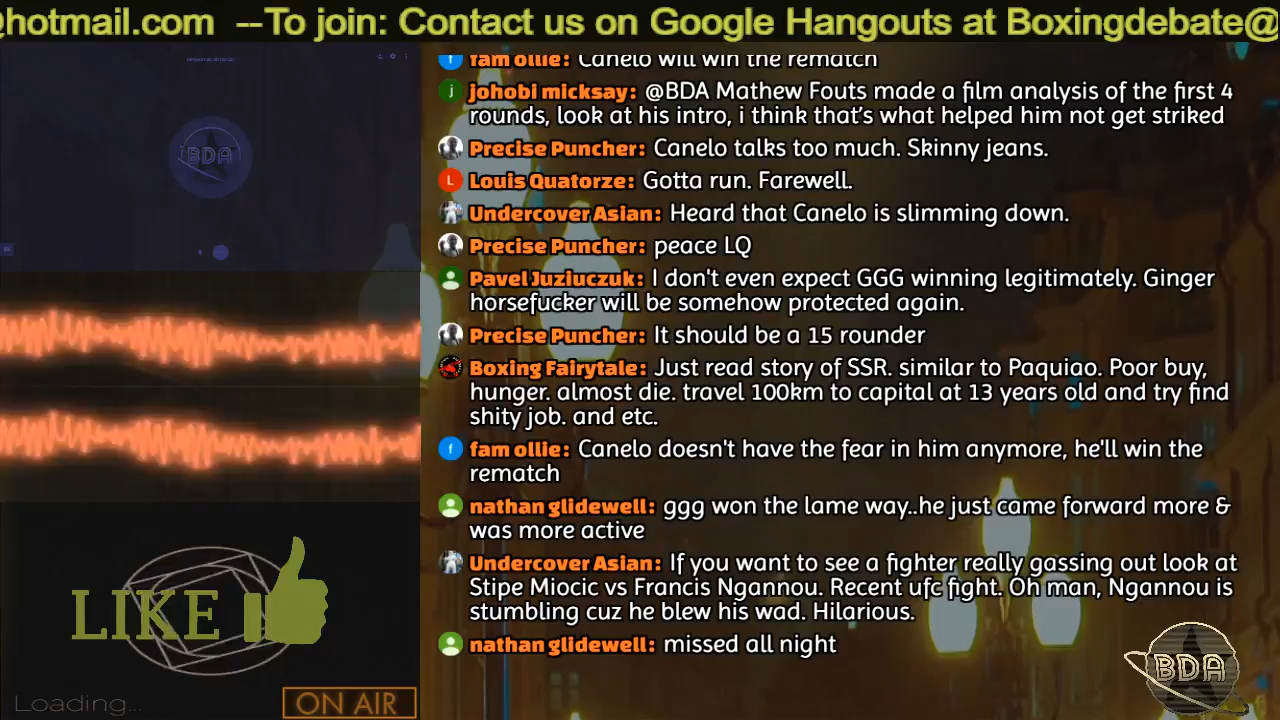 @hotmail.com --To join: Contact us on Google Hangouts at Boxingdebate@
fam ollie: Canelo will win the rematch
johobi micksay: @BDA Mathew Fouts made a film analysis of the first 4
rounds, look at his intro, i think that's what helped him not get striked
Precise Puncher: Canelo talks too much. Skinny jeans.
Louis Quatorze: Gotta run. Farewell.
Undercover Asian: Heard that Canelo is slimming down.
Precise Puncher: peace LQ
Pavel Juziuczuk: I don't even expect GGG winning legitimately. Ginger
horsefucker will be somehow protected again.
Precise Puncher: It should be a 15 rounder
Boxing Fairytale: Just read story of SSR. similar to Paquiao. Poor buy,
hunger. almost die. travel 100km to capital at 13 years old and try find
shity job. and etc.
fam ollie: Canelo doesn't have the fear in him anymore, he'll win the
rematch
nathan glidewell: ggg won the lame way..he just came forward more &
was more active
Undercover Asian: If you want to see a fighter really gassing out look at
Stipe Miocic vs Francis Ngannou. Recent ufc fight. Oh man, Ngannou is
stumbling cuz he blew his wad. Hilarious.
nathan glidewell: missed all night
BDA
LIKE
Loading...
ON AIR
BDA